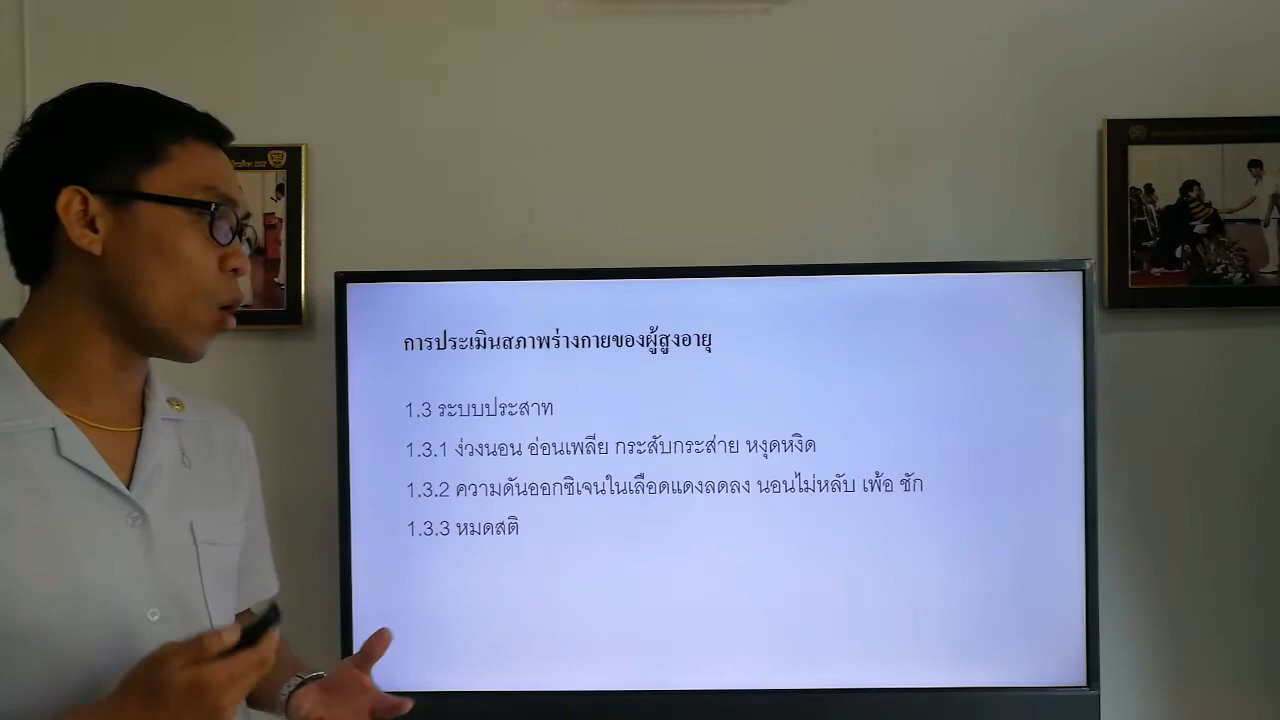 การประเมินสภาพร่างกายของผู้สูงอายุ
1.3 ระบบประสาท
1.3.1 ง่วงนอน อ่อนเพลีย กระสับกระส่าย หงุดหงิด
1.3.2 ความดันออกซิเจนในเลือดแดงลดลง นอนไม่หลับ เพ้อ ชัก
1.3.3 หมดสติ